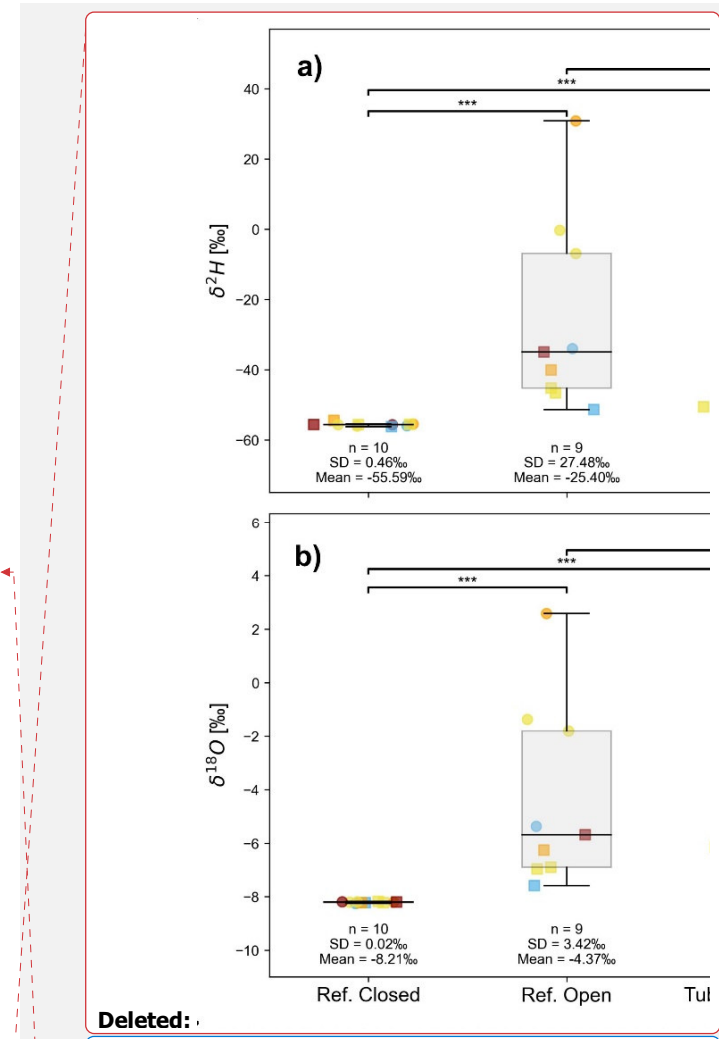 a)
***
***
40
20
0
−20
−40
−60
δ²H [‰]
n = 10
SD = 0.46‰
Mean = -55.59‰
n = 9
SD = 27.48‰
Mean = -25.40‰
b)
***
***
6
4
2
0
−2
−4
−6
−8
−10
δ¹⁸O [‰]
n = 10
SD = 0.02‰
Mean = -8.21‰
n = 9
SD = 3.42‰
Mean = -4.37‰
Ref. Closed
Ref. Open
Deleted: